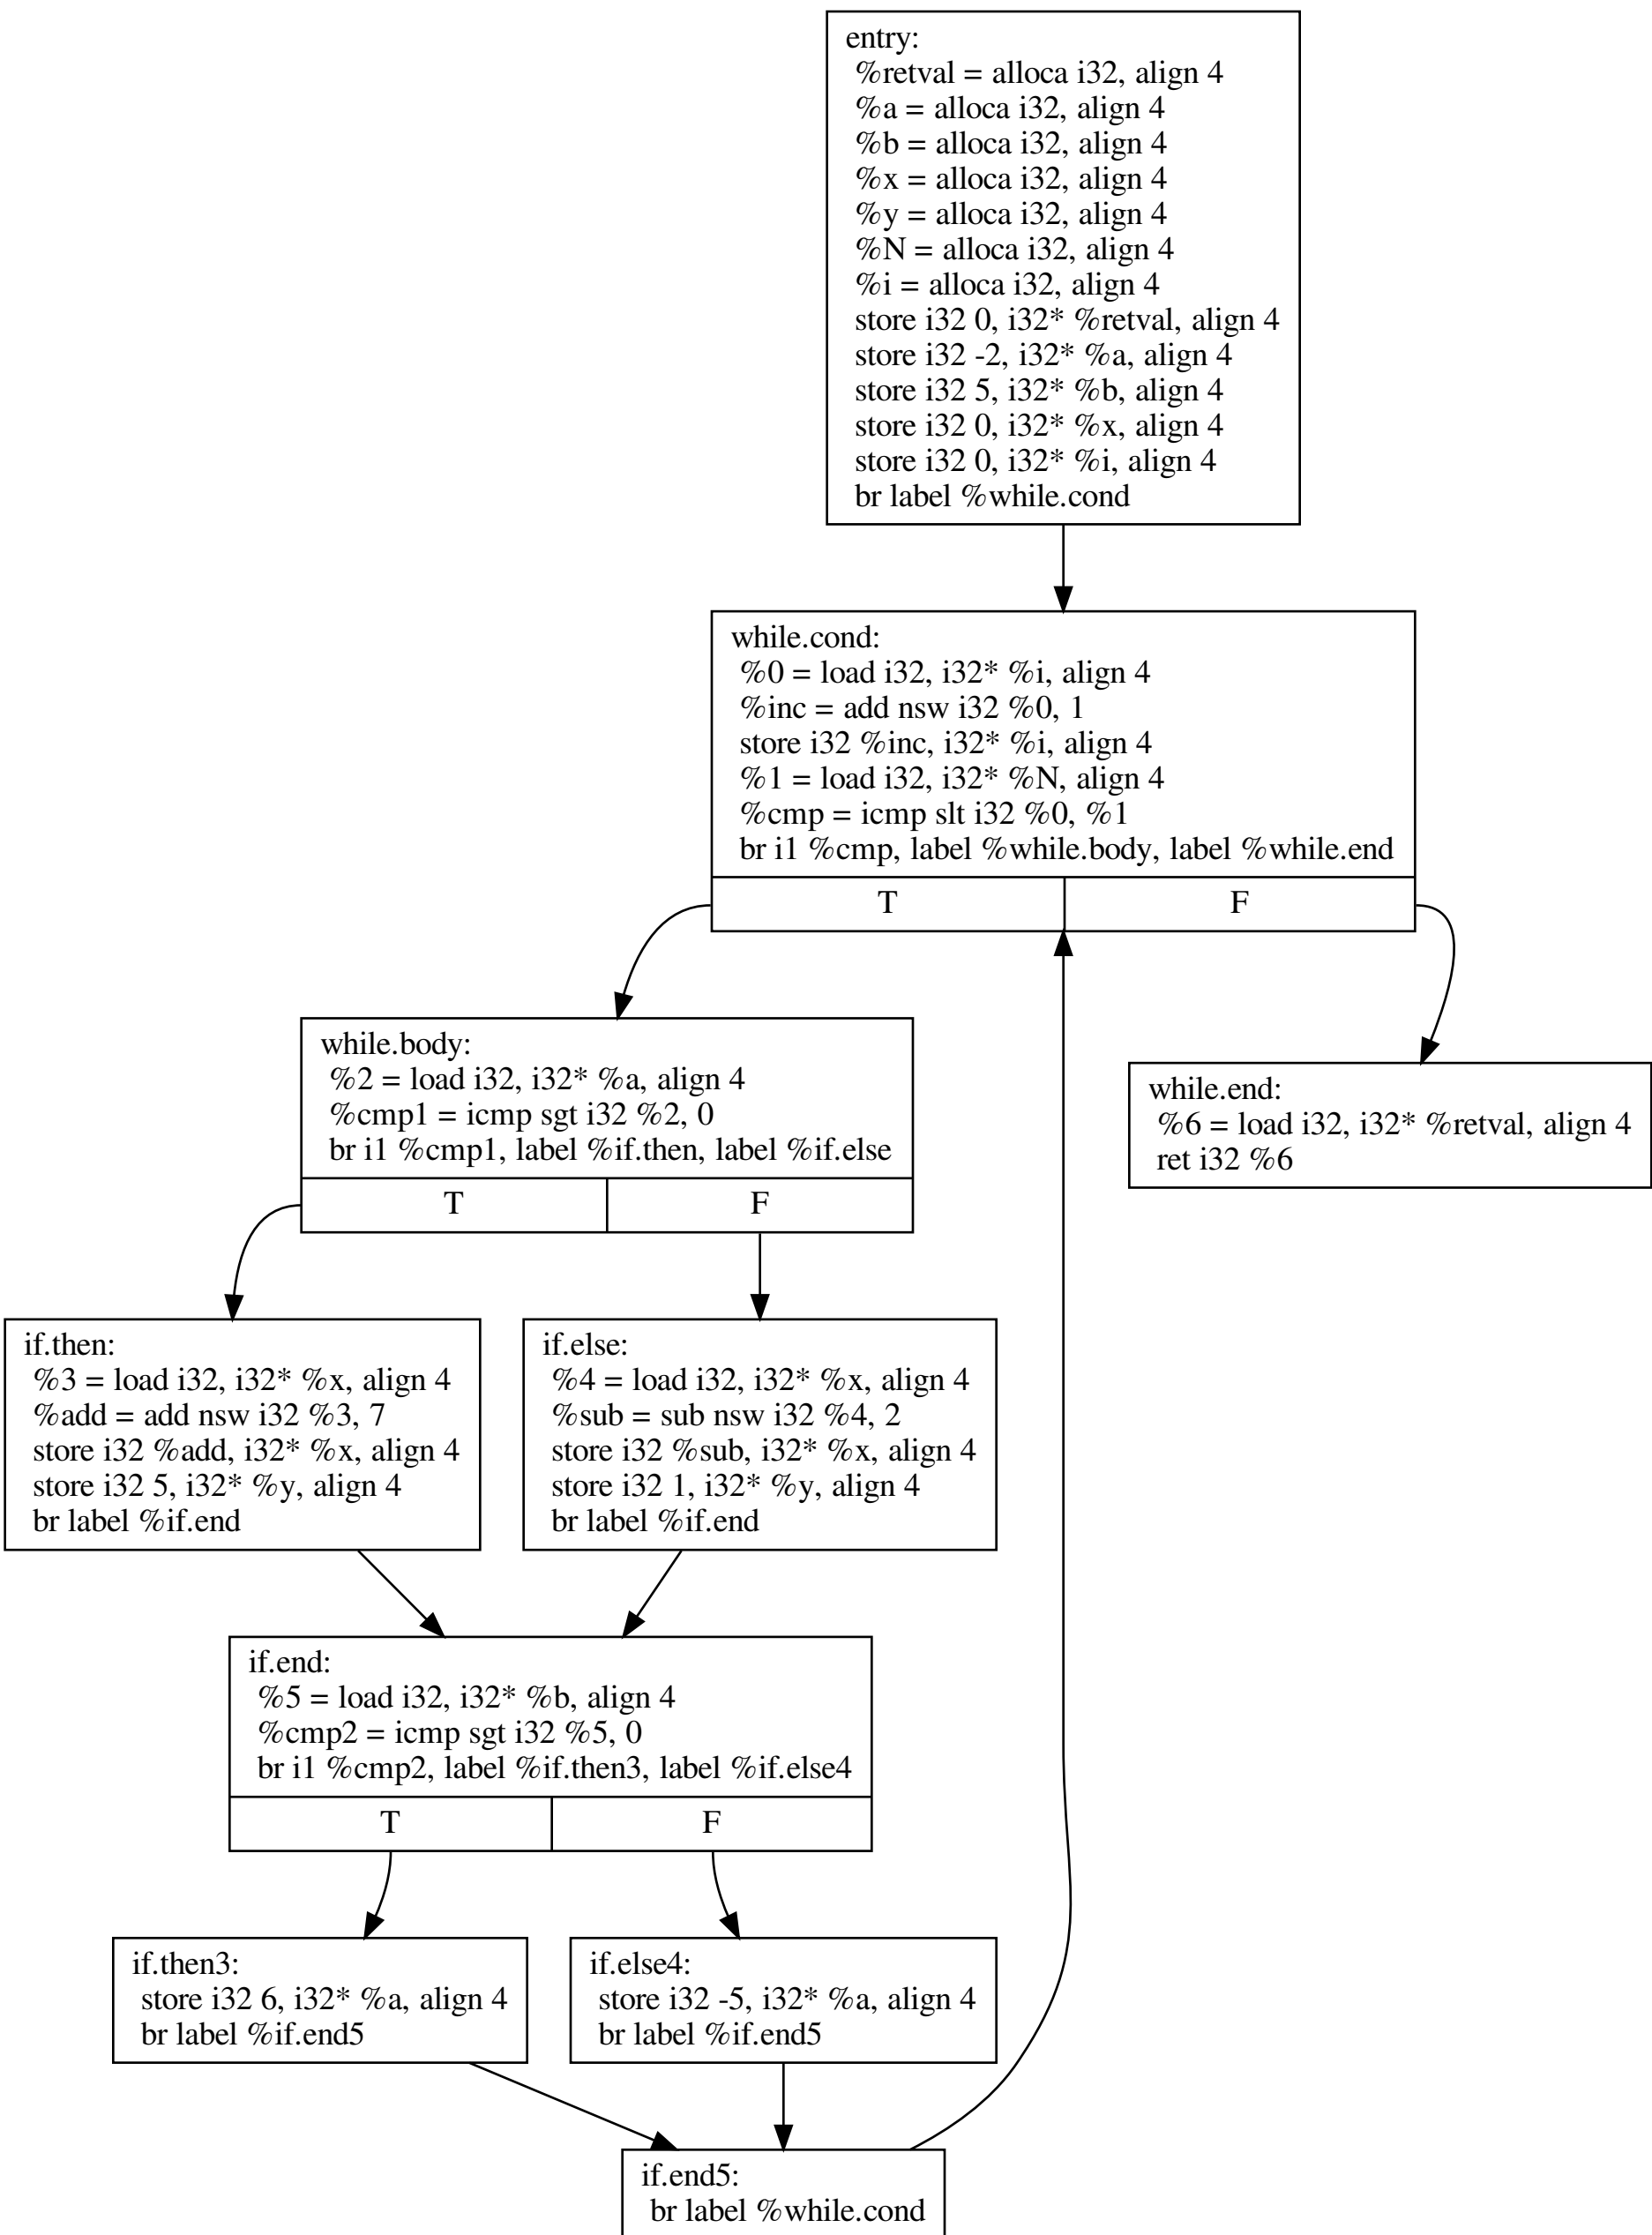 entry:
%retval = alloca i32, align 4
%a = alloca i32, align 4
%b = alloca i32, align 4
%x = alloca i32, align 4
%y = alloca i32, align 4
%N = alloca i32, align 4
%i = alloca i32, align 4
store i32 0, i32* %retval, align 4
store i32 -2, i32* %a, align 4
store i32 5, i32* %b, align 4
store i32 0, i32* %x, align 4
store i32 0, i32* %i, align 4
br label %while.cond
while.cond:
%0 = load i32, i32* %i, align 4
%inc = add nsw i32 %0, 1
store i32 %inc, i32* %i, align 4
%1 = load i32, i32* %N, align 4
%cmp = icmp slt i32 %0, %1
br i1 %cmp, label %while.body, label %while.end
T
F
while.body:
%2 = load i32, i32* %a, align 4
%cmp1 = icmp sgt i32 %2, 0
br i1 %cmp1, label %if.then, label %if.else
T
F
while.end:
%6 = load i32, i32* %retval, align 4
ret i32 %6
if.then:
%3 = load i32, i32* %x, align 4
%add = add nsw i32 %3, 7
store i32 %add, i32* %x, align 4
store i32 5, i32* %y, align 4
br label %if.end
if.else:
%4 = load i32, i32* %x, align 4
%sub = sub nsw i32 %4, 2
store i32 %sub, i32* %x, align 4
store i32 1, i32* %y, align 4
br label %if.end
if.end:
%5 = load i32, i32* %b, align 4
%cmp2 = icmp sgt i32 %5, 0
br i1 %cmp2, label %if.then3, label %if.else4
T
F
if.then3:
store i32 6, i32* %a, align 4
br label %if.end5
if.else4:
store i32 -5, i32* %a, align 4
br label %if.end5
if.end5:
br label %while.cond